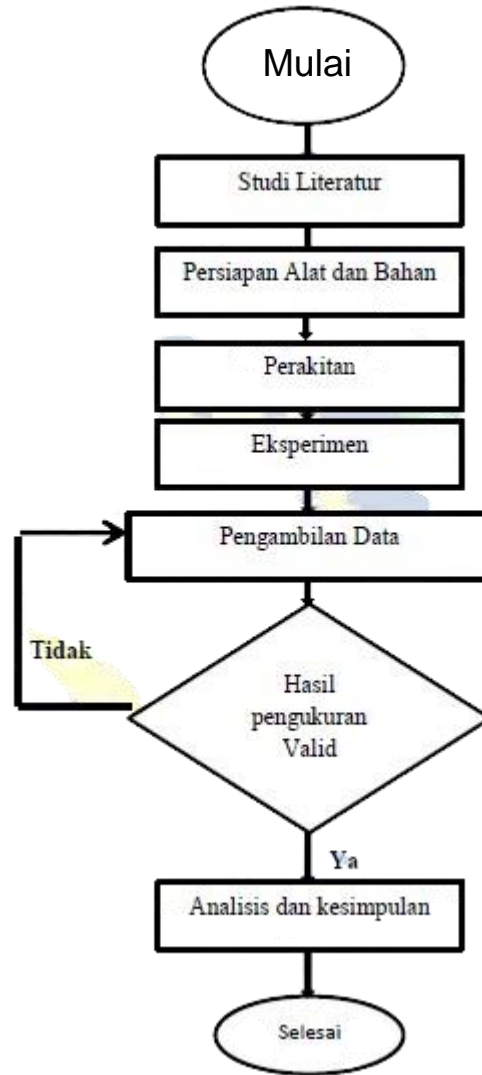 Mulai
Studi Literatur
Persiapan Alat dan Bahan
Perakitan
Eksperimen
Pengambilan Data
Tidak
Hasil
pengukuran
Valid
Ya
Analisis dan kesimpulan
Selesai